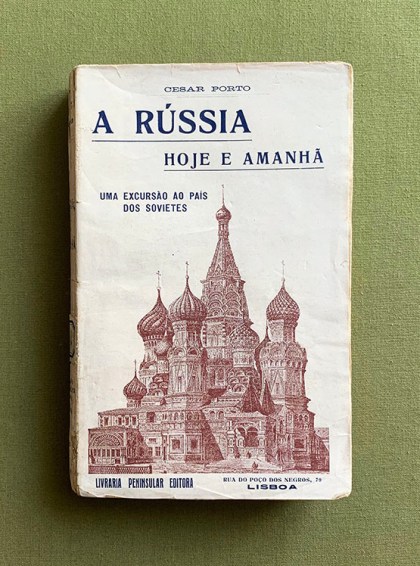 CESAR PORTO
A RÚSSIA
HOJE E AMANHÃ
UMA EXCURSÃO AO PAÍS
DOS SOVIETES
LIVRARIA PENINSULAR EDITORA
RUA DO POÇO DOS NEGROS, 79
LISBOA